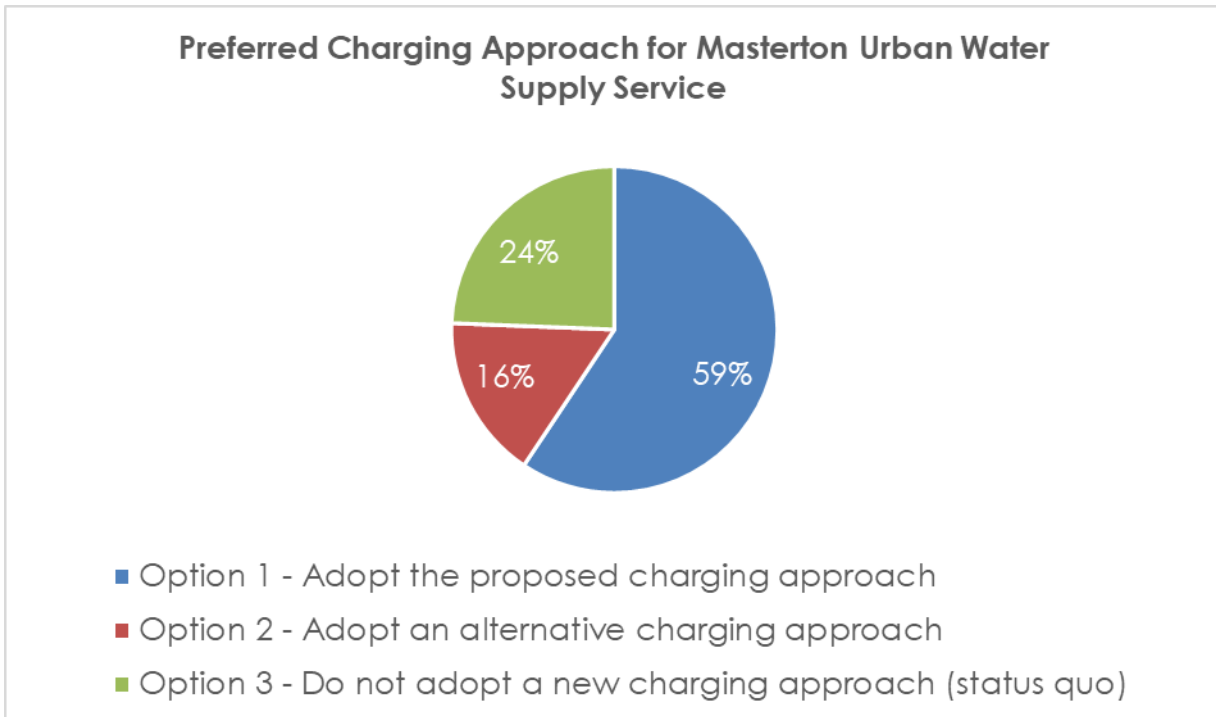 Preferred Charging Approach for Masterton Urban Water
Supply Service
24%
16%
59%
Option 1 - Adopt the proposed charging approach
Option 2 - Adopt an alternative charging approach
Option 3 - Do not adopt a new charging approach (status quo)